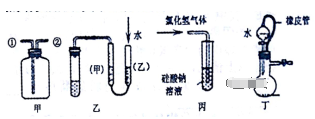 ① ② 水 氯化氢气体 橡皮管
水
(甲) (乙)
硅酸钠
溶液
甲 乙 丙 丁